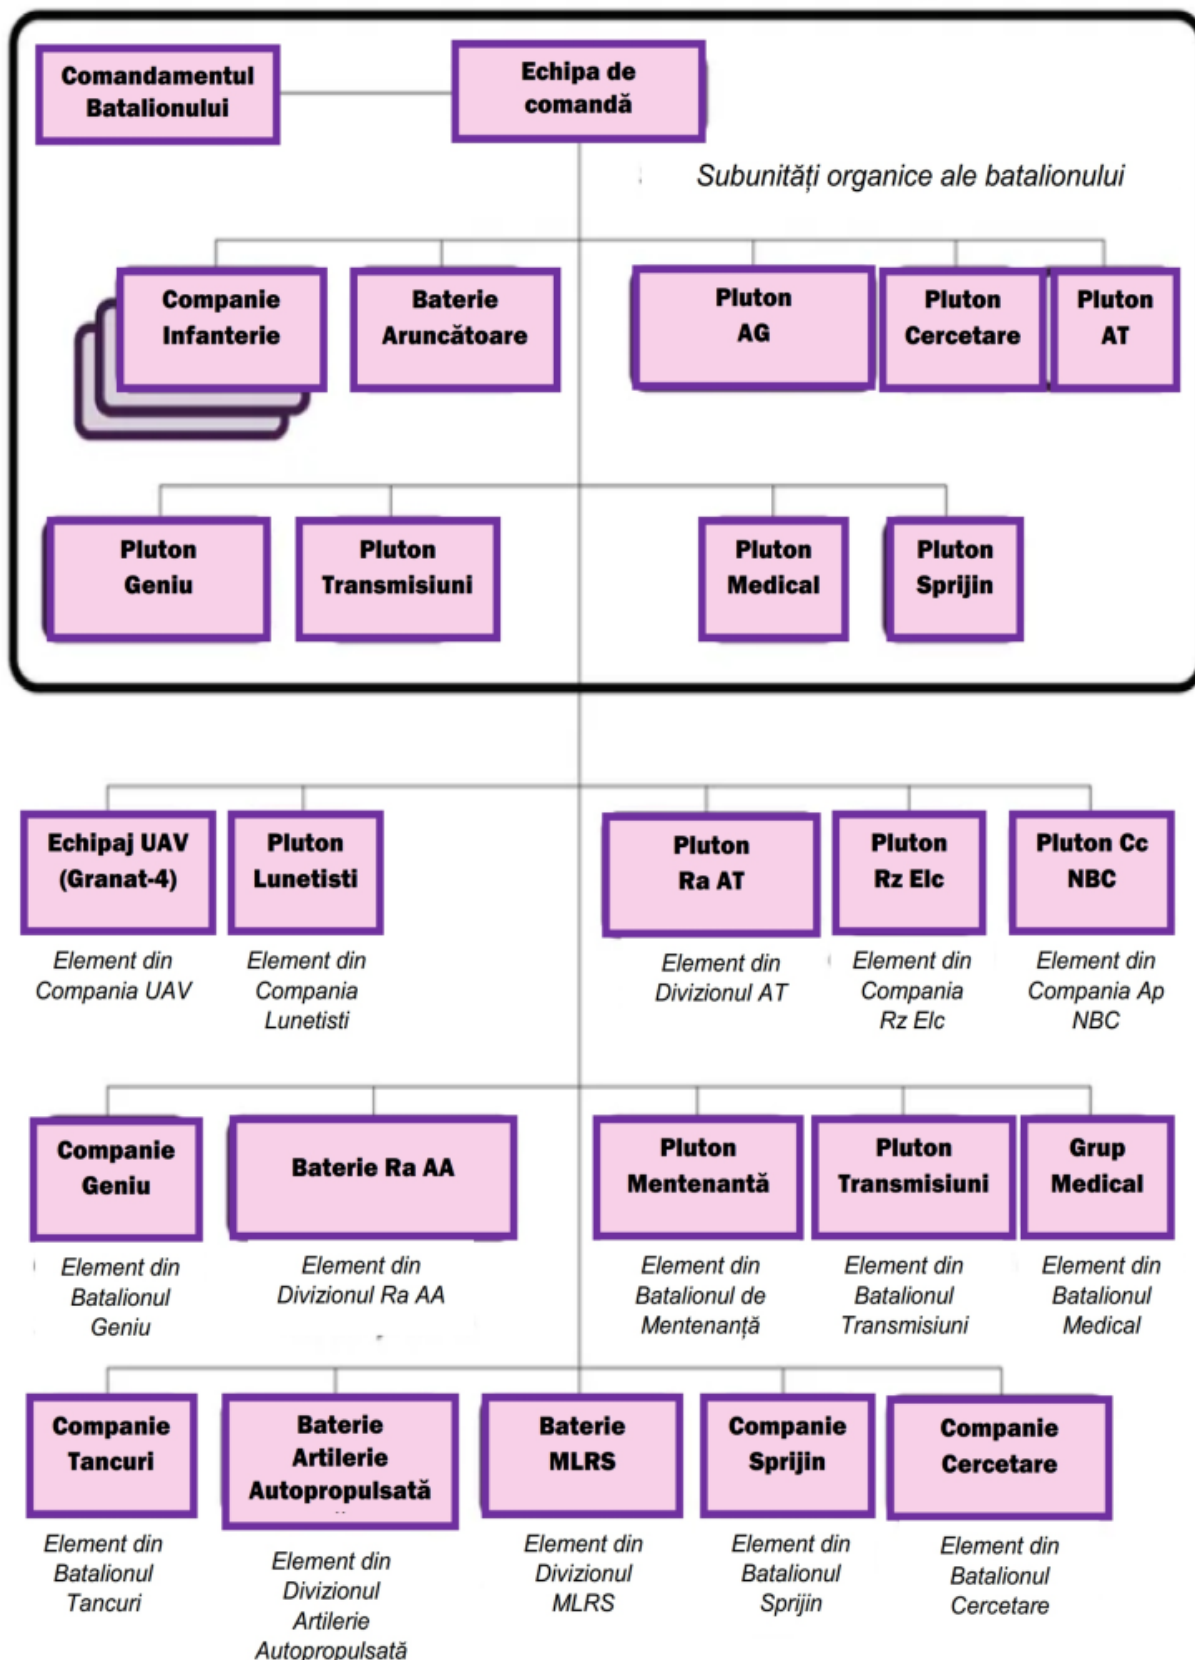 Comandamentul
Batalionului
Echipa de
comandă
Subunități organice ale batalionului
Companie
Infanterie
Baterie
Aruncătoare
Pluton
AG
Pluton
Cercetare
Pluton
AT
Pluton
Geniu
Pluton
Transmisiuni
Pluton
Medical
Pluton
Sprijin
Echipaj UAV
(Granat-4)
Element din
Compania UAV
Pluton
Lunetisti
Element din
Compania
Lunetisti
Pluton
Ra AT
Element din
Divizionul AT
Pluton
Rz Elc
Element din
Compania
Rz Elc
Pluton Cc
NBC
Element din
Compania Ap
NBC
Companie
Geniu
Element din
Batalionul
Geniu
Baterie Ra AA
Element din
Divizionul Ra AA
Pluton
Mentenantă
Element din
Batalionul de
Mentenanță
Pluton
Transmisiuni
Element din
Batalionul
Transmisiuni
Grup
Medical
Element din
Batalionul
Medical
Companie
Tancuri
Element din
Batalionul
Tancuri
Baterie
Artilerie
Autopropulsată
Element din
Divizionul
Artilerie
Autopropulsată
Baterie
MLRS
Element din
Divizionul
MLRS
Companie
Sprijin
Element din
Batalionul
Sprijin
Companie
Cercetare
Element din
Batalionul
Cercetare